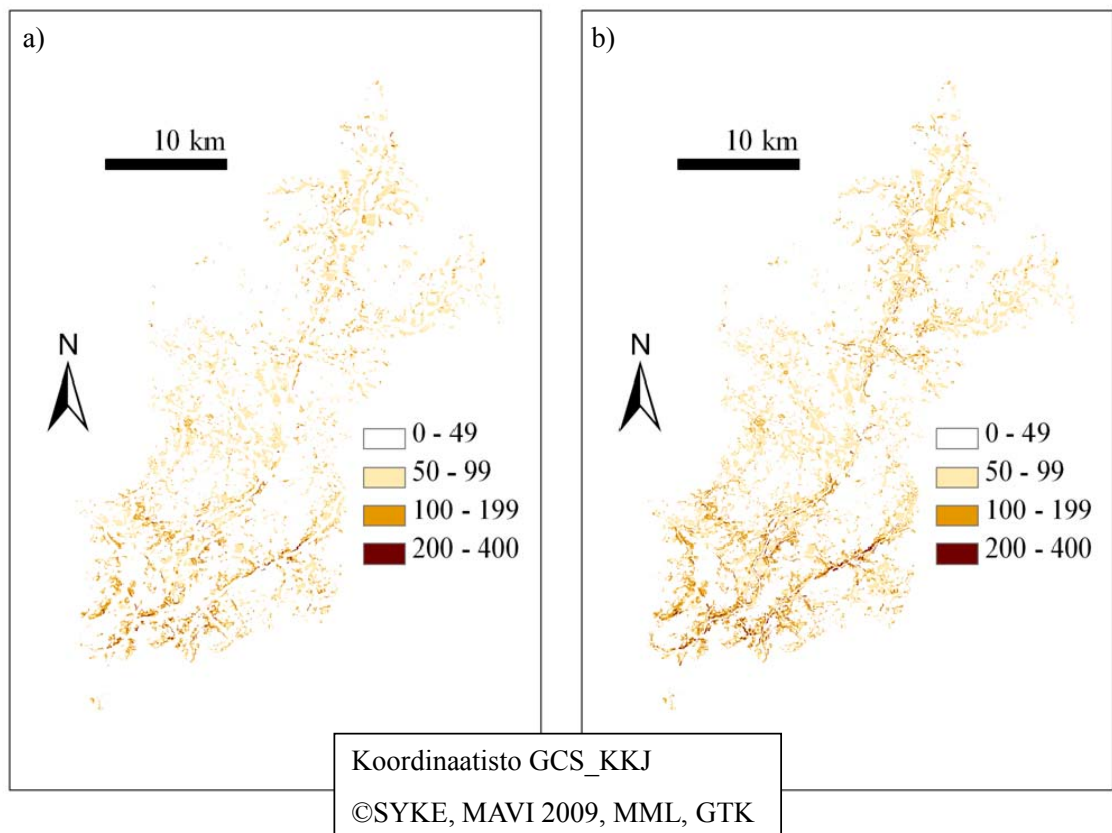 a)
10 km
N
0 - 49
50 - 99
100 - 199
200 - 400
b)
10 km
N
0 - 49
50 - 99
100 - 199
200 - 400
Koordinaatisto GCS_KKJ
©SYKE, MAVI 2009, MML, GTK